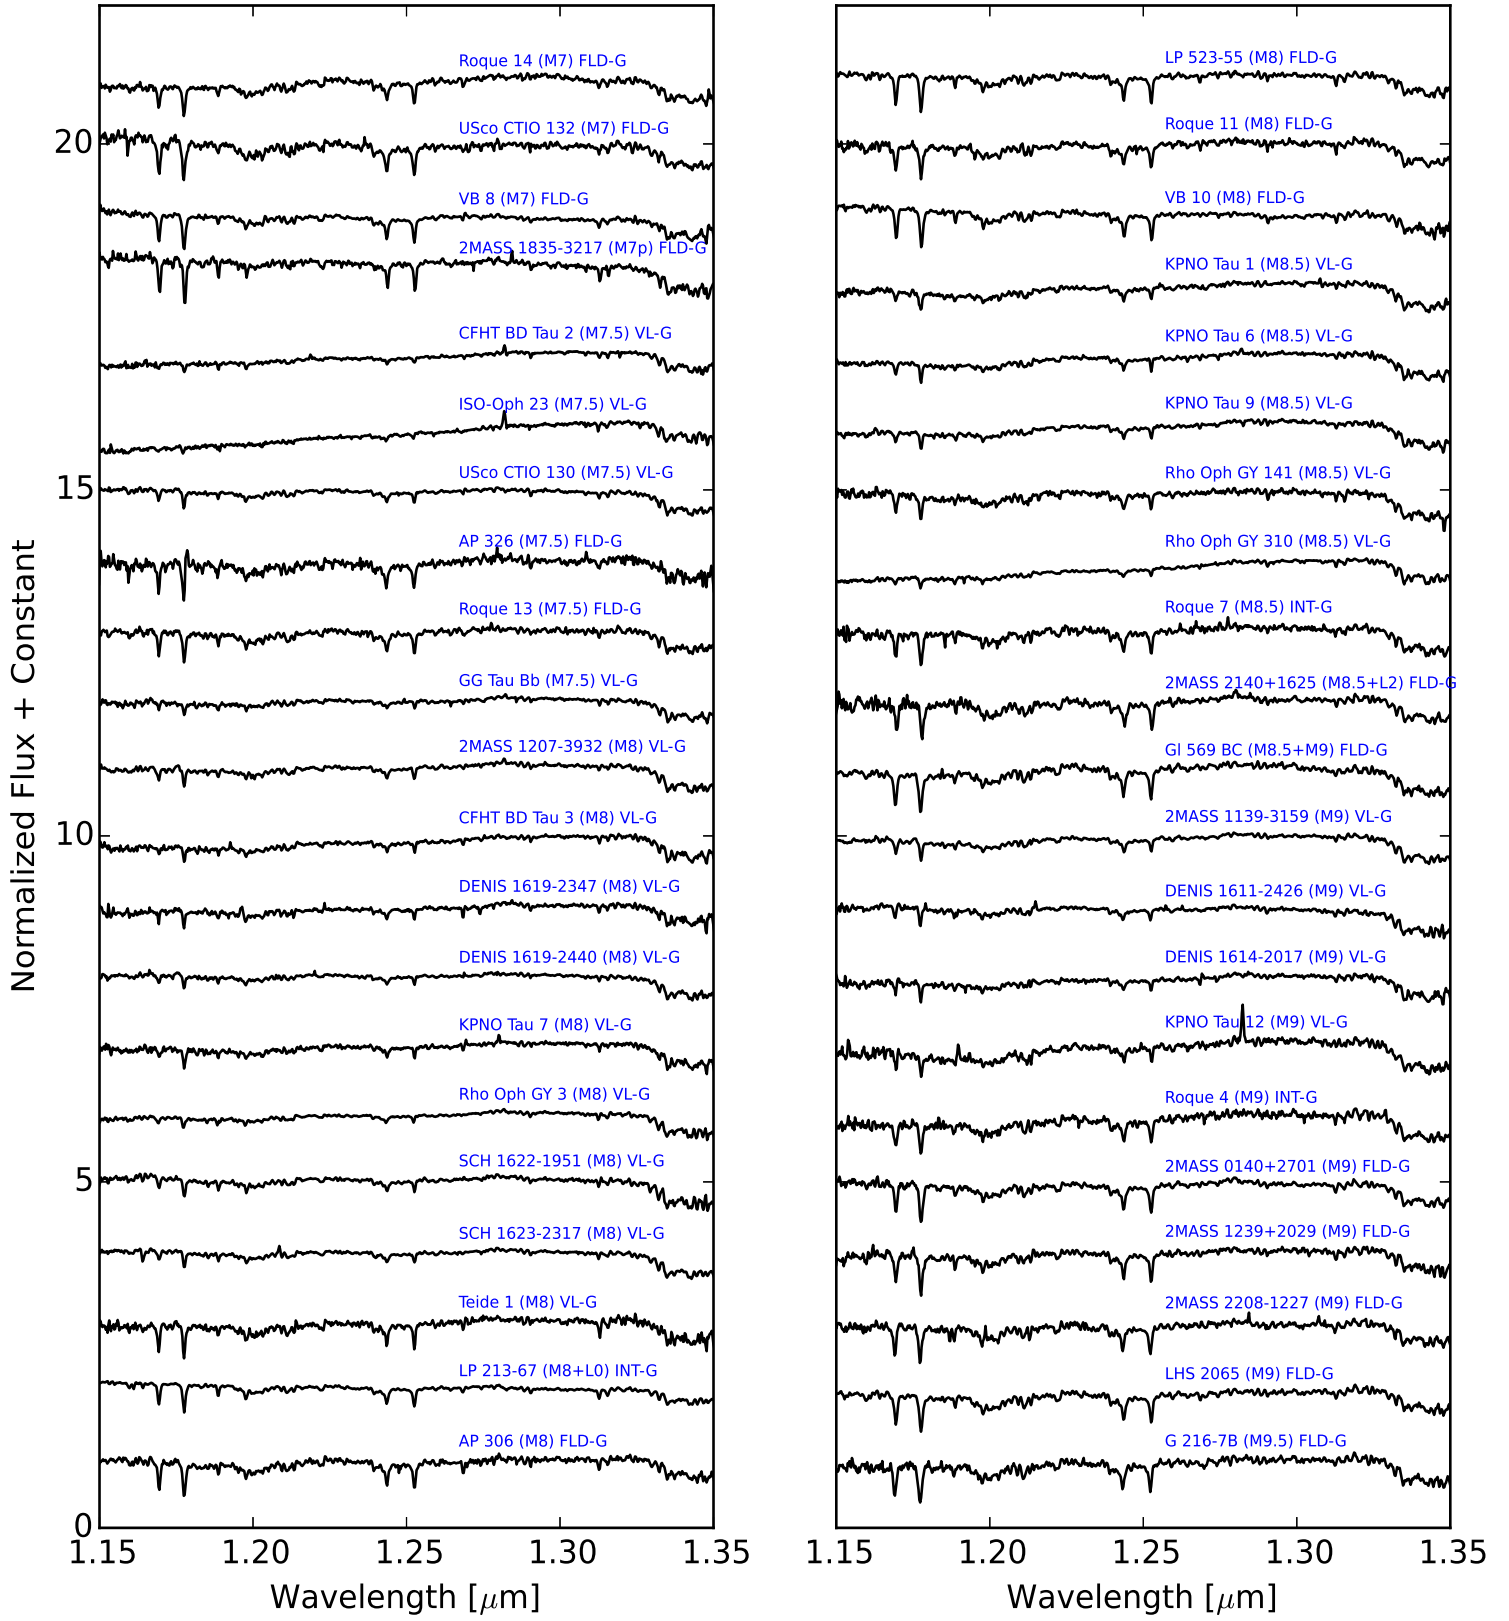 Normalized Flux + Constant
20
15
10
5
0
Roque 14 (M7) FLD-G
USco CTIO 132 (M7) FLD-G
VB 8 (M7) FLD-G
2MASS 1835-3217 (M7p) FLD-G
CFHT BD Tau 2 (M7.5) VL-G
ISO-Oph 23 (M7.5) VL-G
USco CTIO 130 (M7.5) VL-G
AP 326 (M7.5) FLD-G
Roque 13 (M7.5) FLD-G
GG Tau Bb (M7.5) VL-G
2MASS 1207-3932 (M8) VL-G
CFHT BD Tau 3 (M8) VL-G
DENIS 1619-2347 (M8) VL-G
DENIS 1619-2440 (M8) VL-G
KPNO Tau 7 (M8) VL-G
Rho Oph GY 3 (M8) VL-G
SCH 1622-1951 (M8) VL-G
SCH 1623-2317 (M8) VL-G
Teide 1 (M8) VL-G
LP 213-67 (M8+L0) INT-G
AP 306 (M8) FLD-G
1.15 1.20 1.25 1.30 1.35
Wavelength [μm]
LP 523-55 (M8) FLD-G
Roque 11 (M8) FLD-G
VB 10 (M8) FLD-G
KPNO Tau 1 (M8.5) VL-G
KPNO Tau 6 (M8.5) VL-G
KPNO Tau 9 (M8.5) VL-G
Rho Oph GY 141 (M8.5) VL-G
Rho Oph GY 310 (M8.5) VL-G
Roque 7 (M8.5) INT-G
2MASS 2140+1625 (M8.5+L2) FLD-G
Gl 569 BC (M8.5+M9) FLD-G
2MASS 1139-3159 (M9) VL-G
DENIS 1611-2426 (M9) VL-G
DENIS 1614-2017 (M9) VL-G
KPNO Tau 12 (M9) VL-G
Roque 4 (M9) INT-G
2MASS 0140+2701 (M9) FLD-G
2MASS 1239+2029 (M9) FLD-G
2MASS 2208-1227 (M9) FLD-G
LHS 2065 (M9) FLD-G
G 216-7B (M9.5) FLD-G
1.15 1.20 1.25 1.30 1.35
Wavelength [μm]